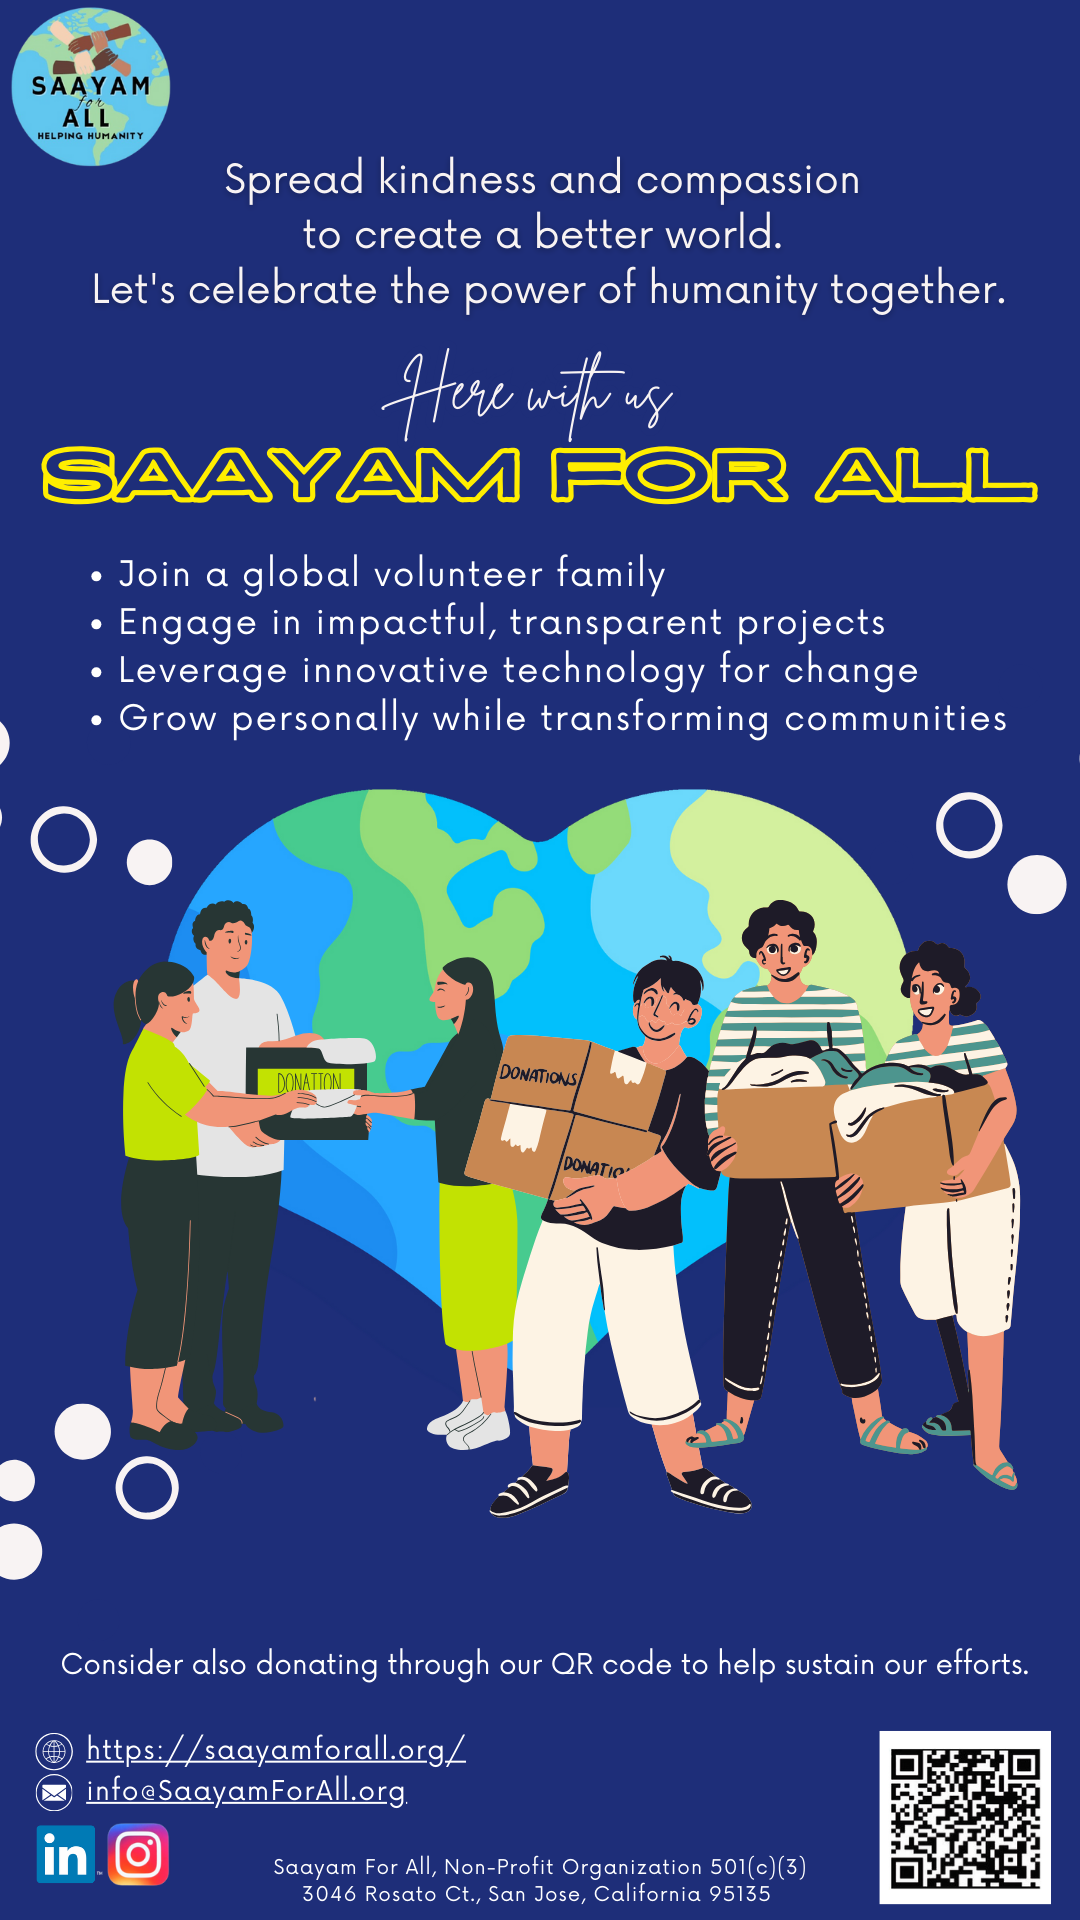 SAAYAM
for
ALL
HELPING HUMANITY
Spread kindness and compassion
to create a better world.
Let's celebrate the power of humanity together.
Here with us
SAAYAM FOR ALL
• Join a global volunteer family
• Engage in impactful, transparent projects
• Leverage innovative technology for change
• Grow personally while transforming communities
DONATION
DONATIONS
DONATIO
Consider also donating through our QR code to help sustain our efforts.
https://saayamforall.org/
info@SaayamForAll.org
in
Saayam For All, Non-Profit Organization 501(c)(3)
3046 Rosato Ct., San Jose, California 95135